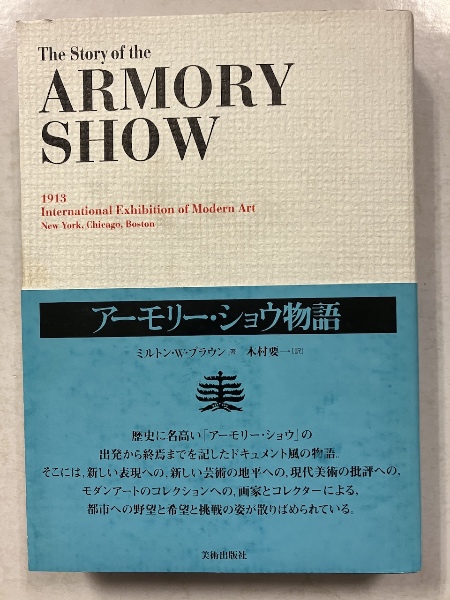 The Story of the
ARMORY
SHOW
1913
International Exhibition of Modern Art
New York, Chicago, Boston
アーモリー・ショウ物語
ミルトン・W・ブラウン 著 木村要一 訳
歴史に名高い「アーモリー・ショウ」の
出発から終焉までを記したドキュメント風の物語。
そこには、新しい表現への、新しい芸術の地平への、現代美術の批評への、
モダンアートのコレクションへの、画家とコレクターによる、
都市への野望と希望と挑戦の姿が散りばめられている。
美術出版社